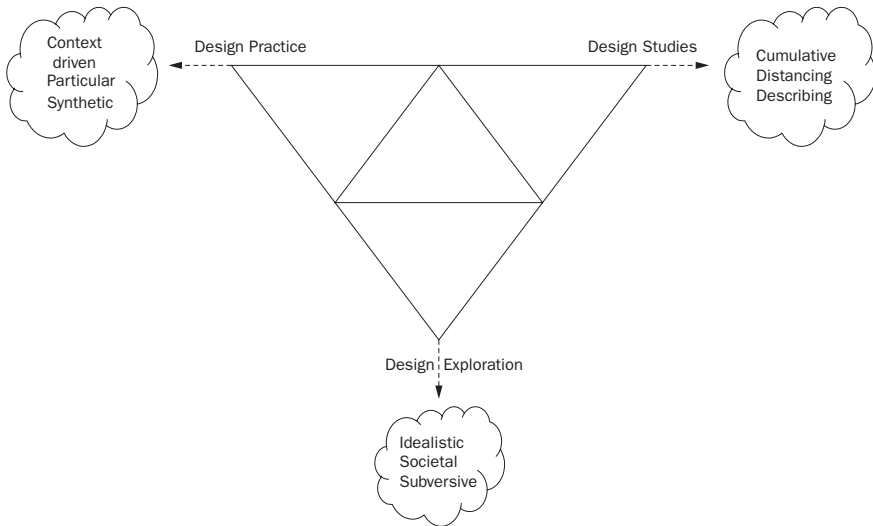 Context
driven
Particular
Synthetic
Design Practice
Design Studies
Cumulative
Distancing
Describing
Design Exploration
Idealistic
Societal
Subversive